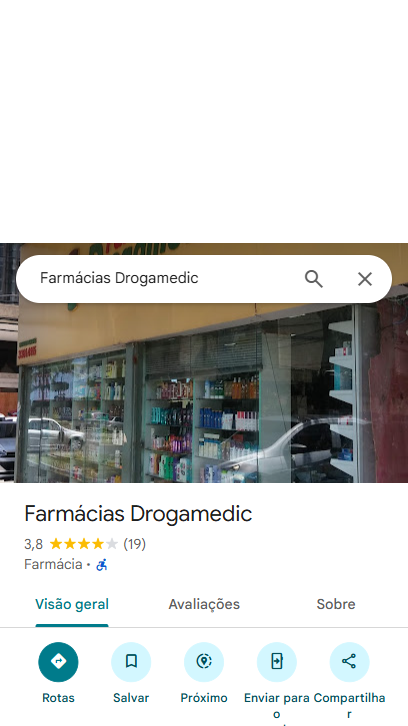 Farmácias Drogamedic
Farmácias Drogamedic
3,8 (19)
Farmácia ·
Visão geral
Avaliações
Sobre
Rotas
Salvar
Próximo
Enviar para o
Compartilhar